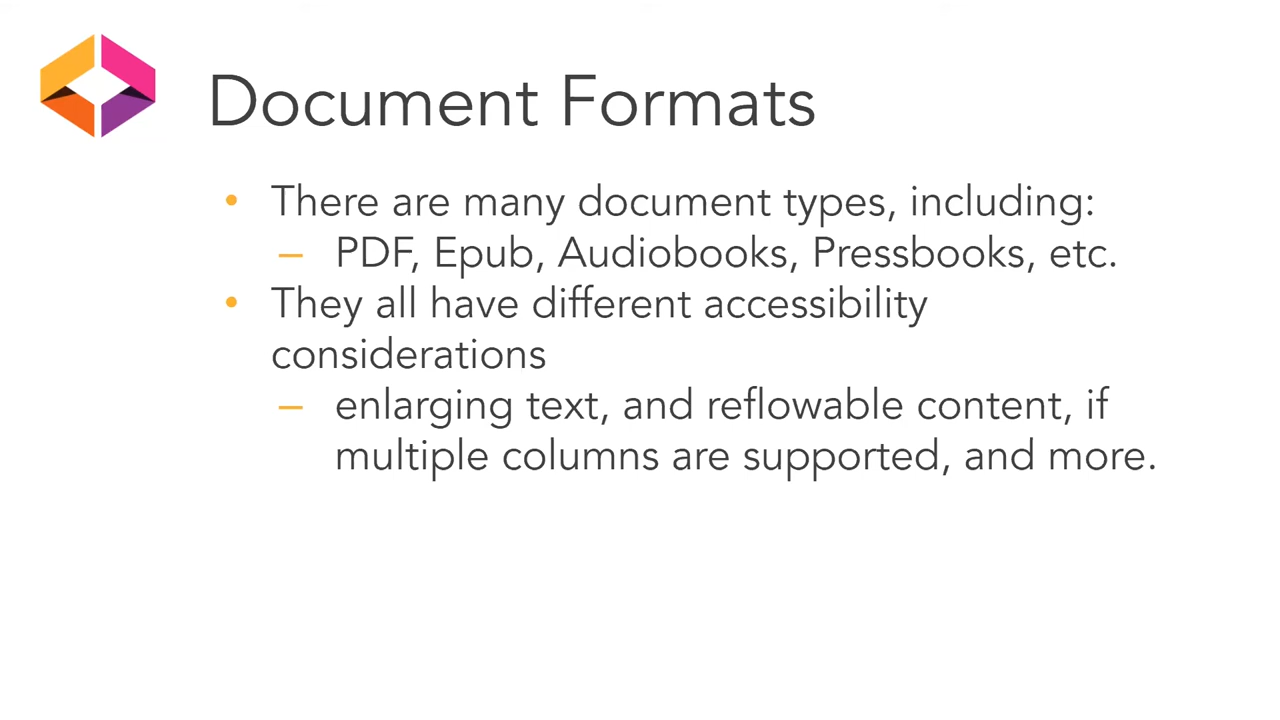 Document Formats
• There are many document types, including:
– PDF, Epub, Audiobooks, Pressbooks, etc.
• They all have different accessibility
considerations
– enlarging text, and reflowable content, if
multiple columns are supported, and more.